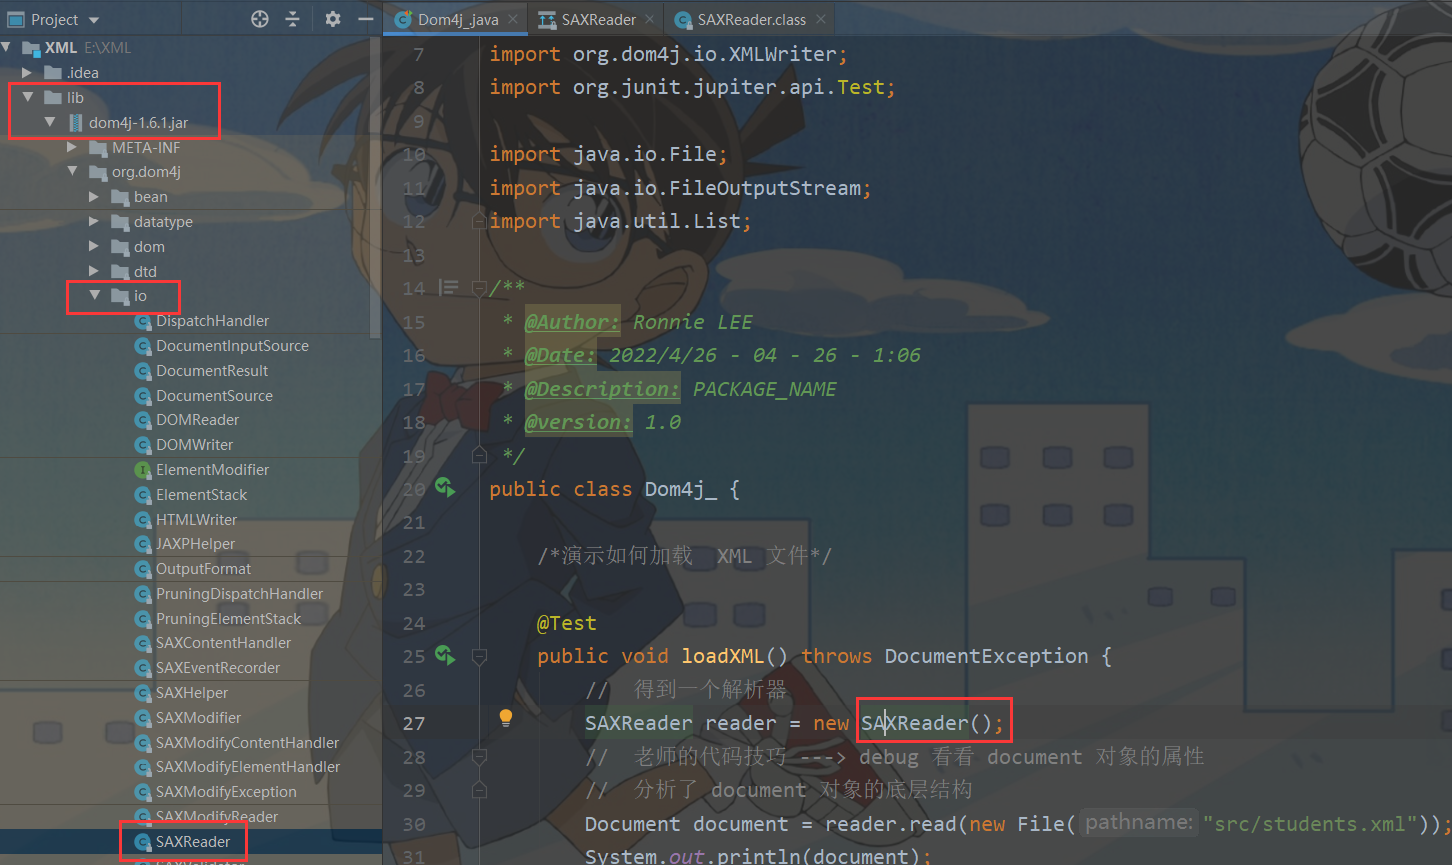 Project
XML E:\XML
.idea
lib
dom4j-1.6.1.jar
META-INF
org.dom4j
bean
datatype
dom
dtd
io
DispatchHandler
DocumentInputSource
DocumentResult
DocumentSource
DOMReader
DOMWriter
ElementModifier
ElementStack
HTMLWriter
JAXPHelper
OutputFormat
PruningDispatchHandler
PruningElementStack
SAXContentHandler
SAXEventRecorder
SAXHelper
SAXModifier
SAXModifyContentHandler
SAXModifyElementHandler
SAXModifyException
SAXModifyReader
SAXReader
SAXValidator
Dom4j_.java SAXReader SAXReader.class
7 import org.dom4j.io.XMLWriter;
8 import org.junit.jupiter.api.Test;
9
10 import java.io.File;
11 import java.io.FileOutputStream;
12 import java.util.List;
13
14 /**
15 * @Author: Ronnie LEE
16 * @Date: 2022/4/26 - 04 - 26 - 1:06
17 * @Description: PACKAGE_NAME
18 * @version: 1.0
19 */
20 public class Dom4j_ {
21
22 /*演示如何加载 XML 文件*/
23
24 @Test
25 public void loadXML() throws DocumentException {
26 // 得到一个解析器
27 SAXReader reader = new SAXReader();
28 // 老师的代码技巧 ---> debug 看看 document 对象的属性
29 // 分析了 document 对象的底层结构
30 Document document = reader.read(new File( pathname: "src/students.xml"));
31 System.out.println(document);